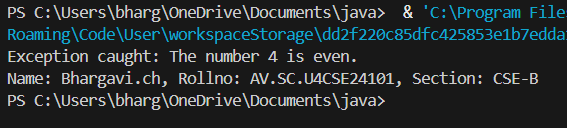 PS C:\Users\bharg\OneDrive\Documents\java>  & 'C:\Program File
Roaming\Code\User\workspaceStorage\dd2f220c85dfc425853e1b7edda
Exception caught: The number 4 is even.
Name: Bhargavi.ch, Rollno: AV.SC.U4CSE24101, Section: CSE-B
PS C:\Users\bharg\OneDrive\Documents\java>